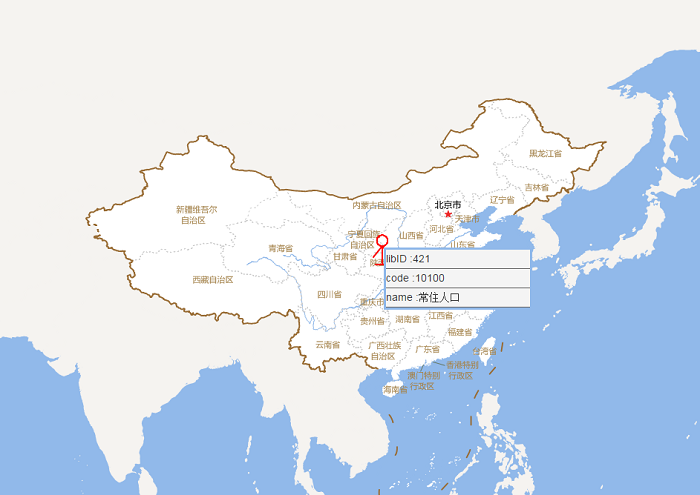 黑龙江省
吉林省
辽宁省
内蒙古自治区
北京市
天津市
新疆维吾尔
自治区
宁夏回族
自治区
山西省
河北省
山东省
青海省
甘肃省
陕
西藏自治区
四川省
重庆市
贵州省
湖南省
江西省
福建省
云南省
广西壮族
自治区
广东省
台湾省
香港特别
行政区
澳门特别
行政区
海南省
libID :421
code :10100
name :常住人口